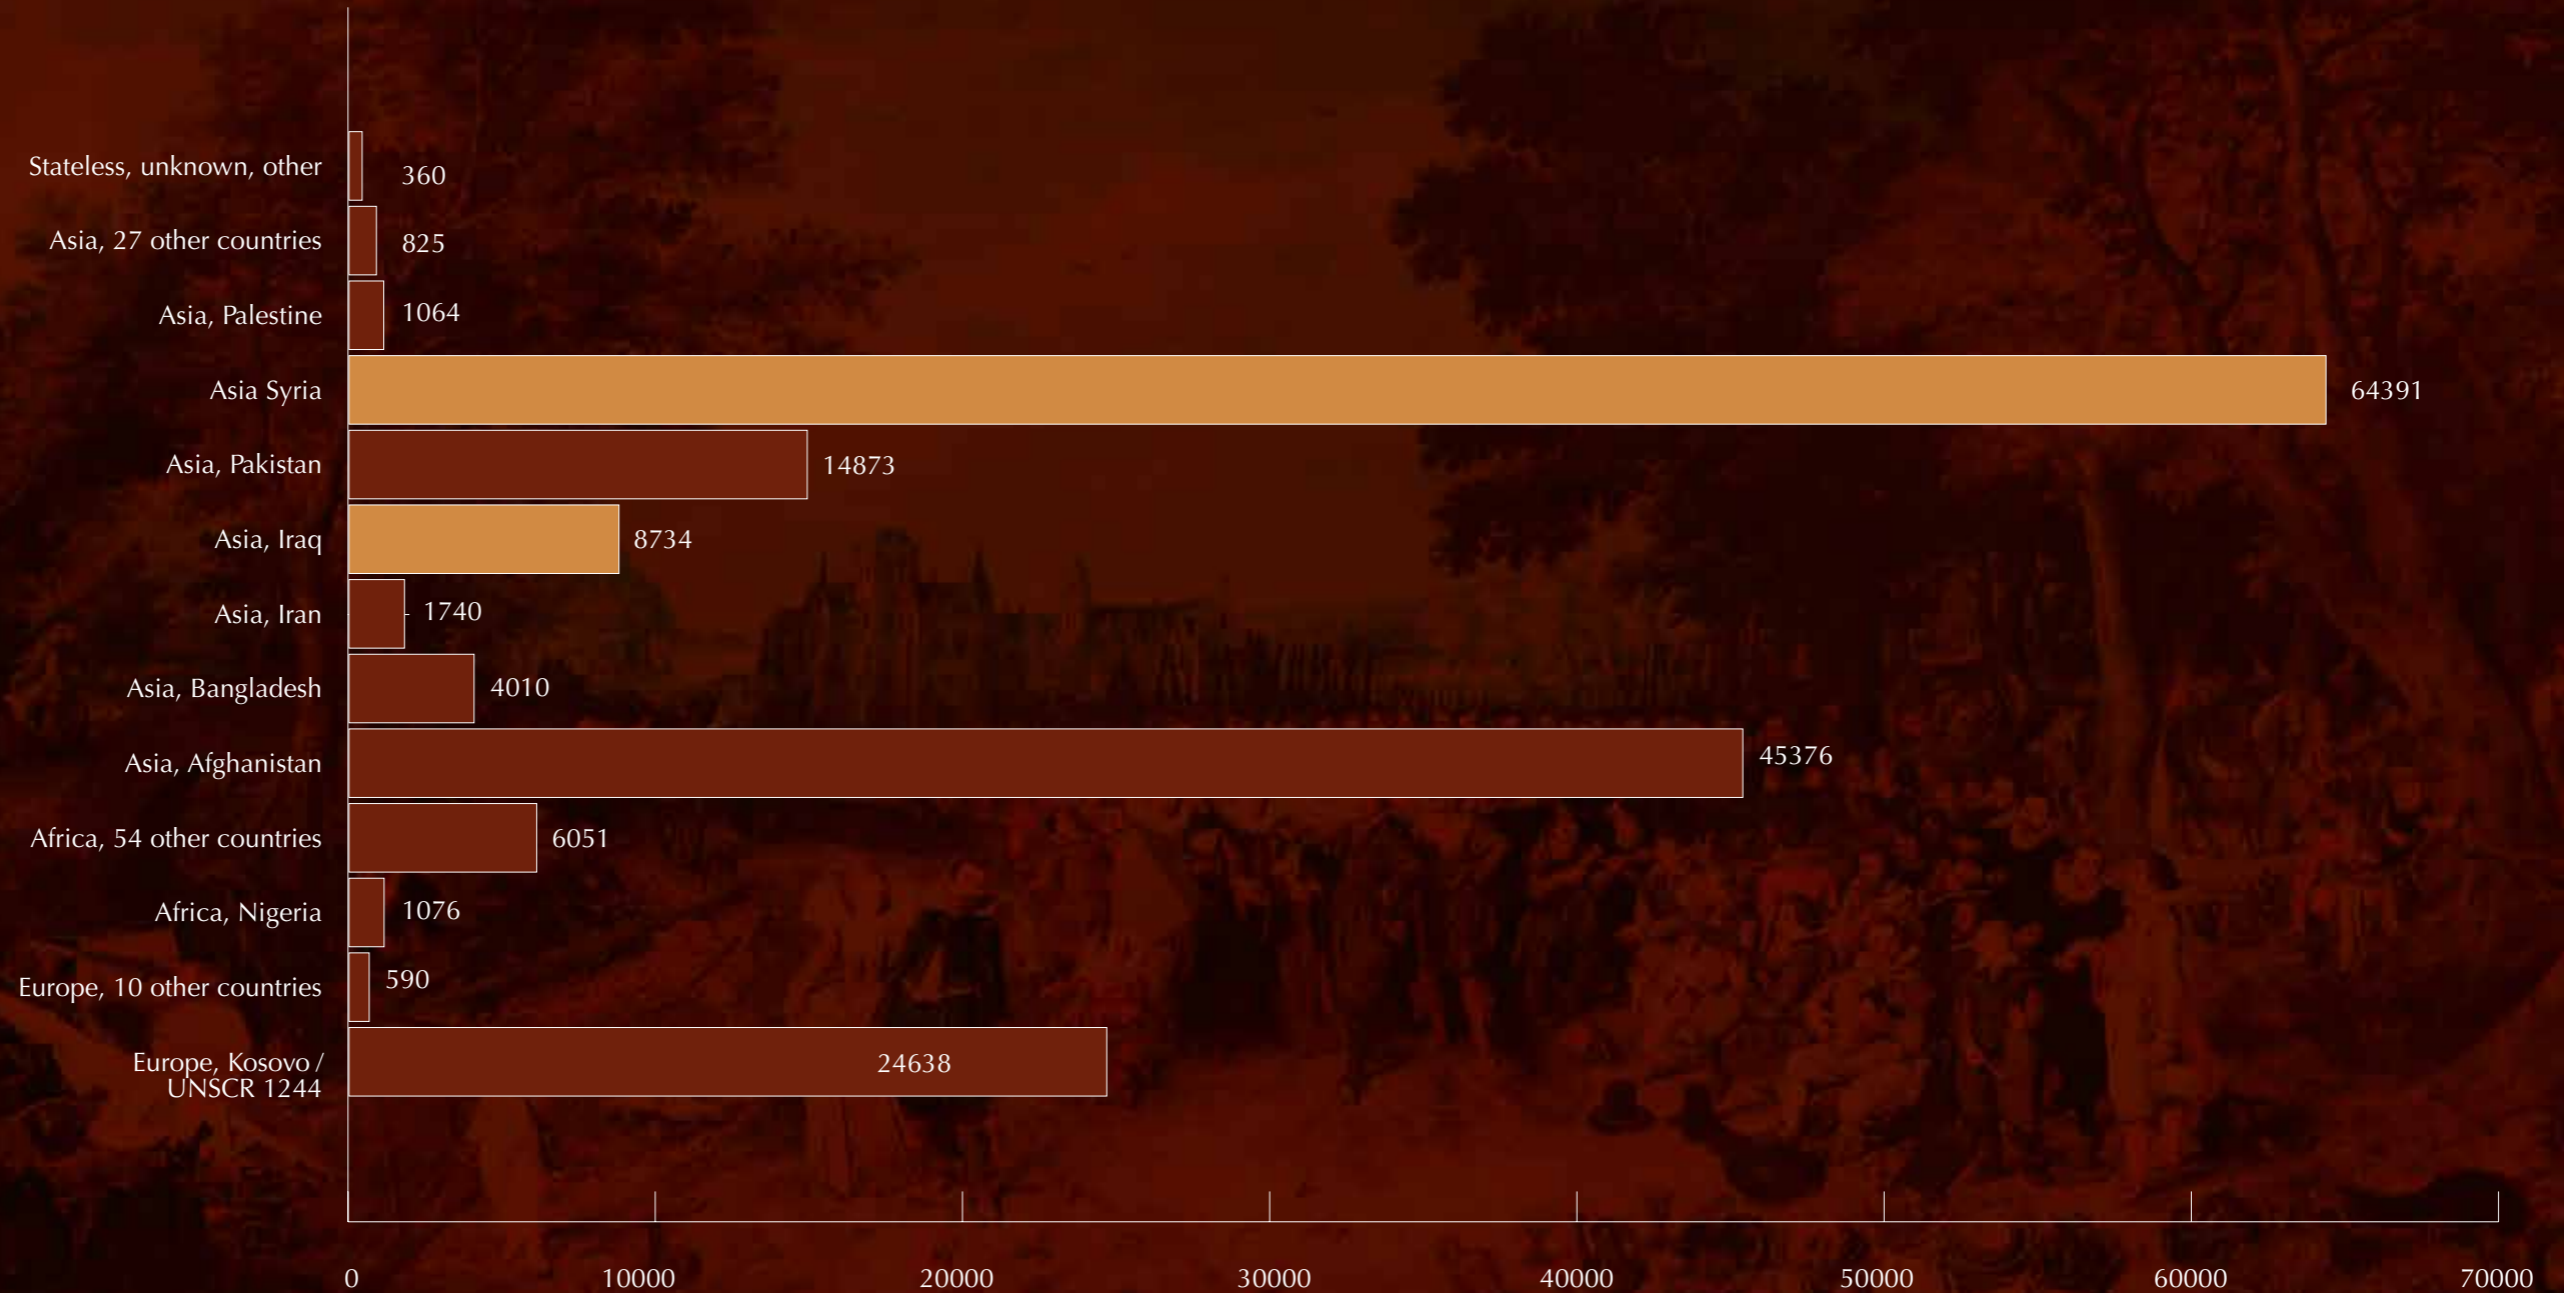 Stateless, unknown, other 360
Asia, 27 other countries 825
Asia, Palestine 1064
Asia Syria 64391
Asia, Pakistan 14873
Asia, Iraq 8734
Asia, Iran 1740
Asia, Bangladesh 4010
Asia, Afghanistan 45376
Africa, 54 other countries 6051
Africa, Nigeria 1076
Europe, 10 other countries 590
Europe, Kosovo /
UNSCR 1244
24638
0 10000 20000 30000 40000 50000 60000 70000